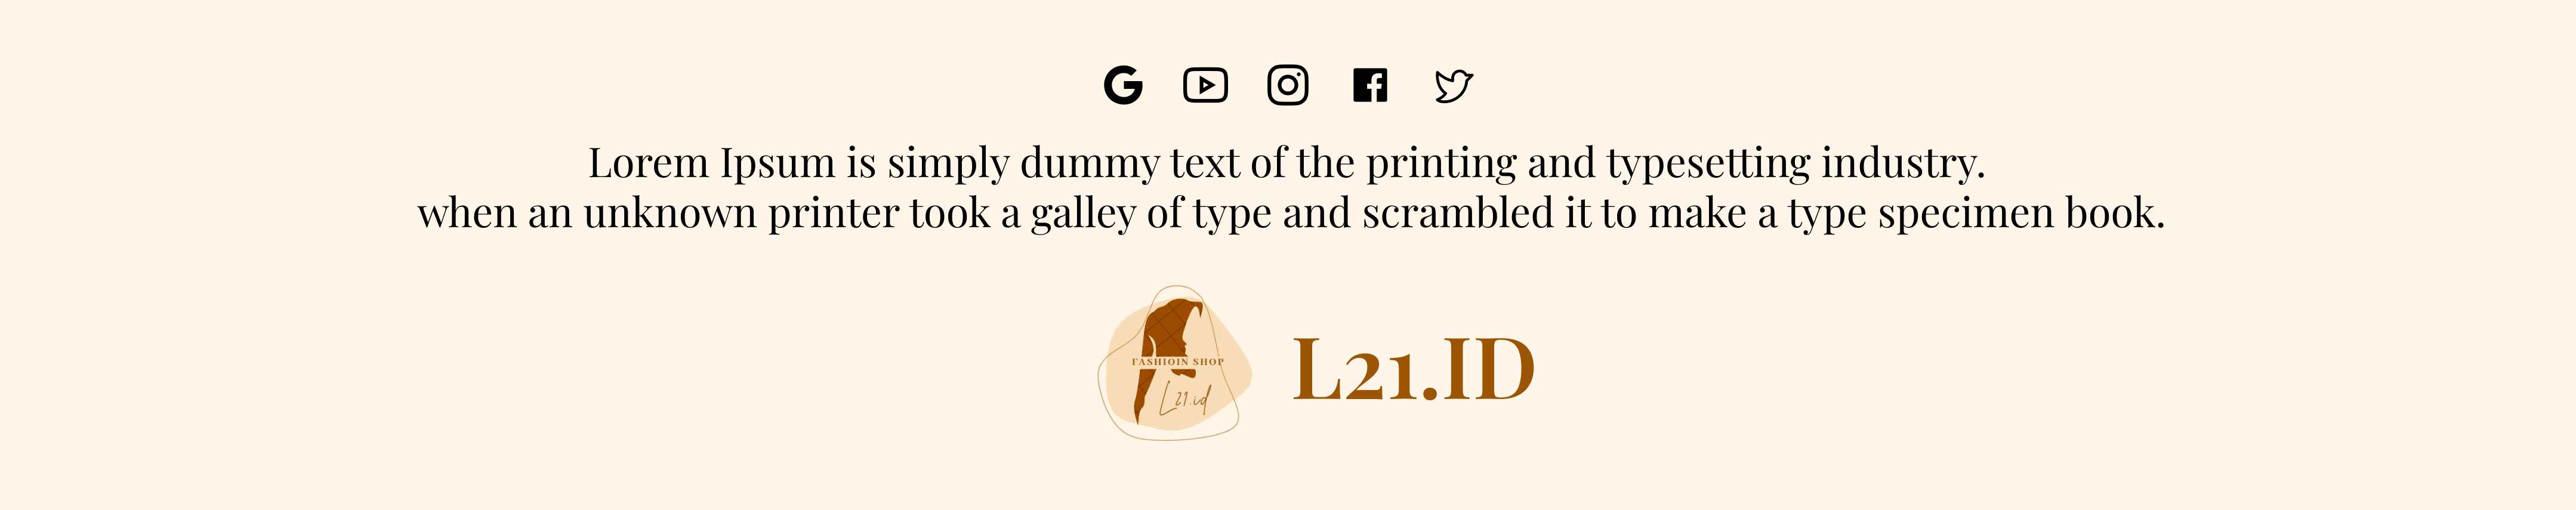 Lorem Ipsum is simply dummy text of the printing and typesetting industry.
when an unknown printer took a galley of type and scrambled it to make a type specimen book.
FASHIOIN SHOP
L21.id
L21.ID